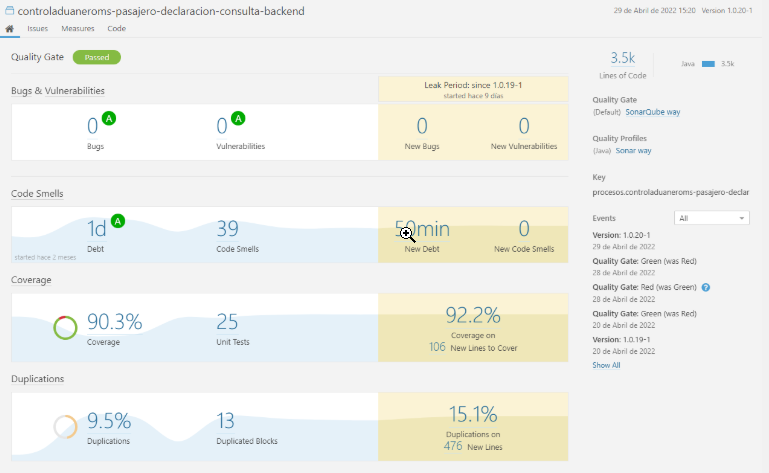 controladuaneroms-pasajero-declaracion-consulta-backend
29 de Abril de 2022 15:20 Version 1.0.20-1
Issues Measures Code
Quality Gate Passed
Leak Period: since 1.0.19-1
started hace 9 días
Bugs & Vulnerabilities
0 A
Bugs
0 A
Vulnerabilities
0
New Bugs
0
New Vulnerabilities
Code Smells
1d A
Debt
39
Code Smells
started hace 2 meses
50min
New Debt
0
New Code Smells
Coverage
90.3%
Coverage
25
Unit Tests
92.2%
Coverage on
106 New Lines to Cover
Duplications
9.5%
Duplications
13
Duplicated Blocks
15.1%
Duplications on
476 New Lines
3.5k
Lines of Code
Java 3.5k
Quality Gate
(Default) SonarQube way
Quality Profiles
(Java) Sonar way
Key
procesos.controladuaneroms-pasajero-declar
Events All
Version: 1.0.20-1
29 de Abril de 2022
Quality Gate: Green (was Red)
28 de Abril de 2022
Quality Gate: Red (was Green) ?
28 de Abril de 2022
Quality Gate: Green (was Red)
20 de Abril de 2022
Version: 1.0.19-1
20 de Abril de 2022
Show All